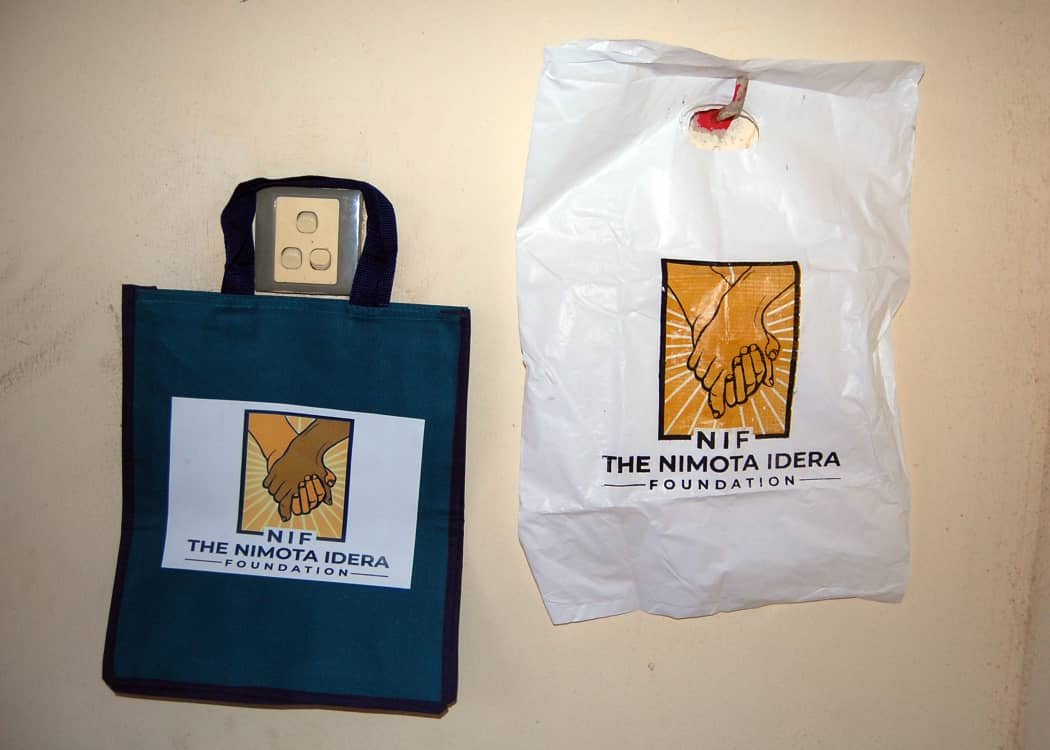 NIF
THE NIMOTA IDERA
FOUNDATION
NIF
THE NIMOTA IDERA
FOUNDATION